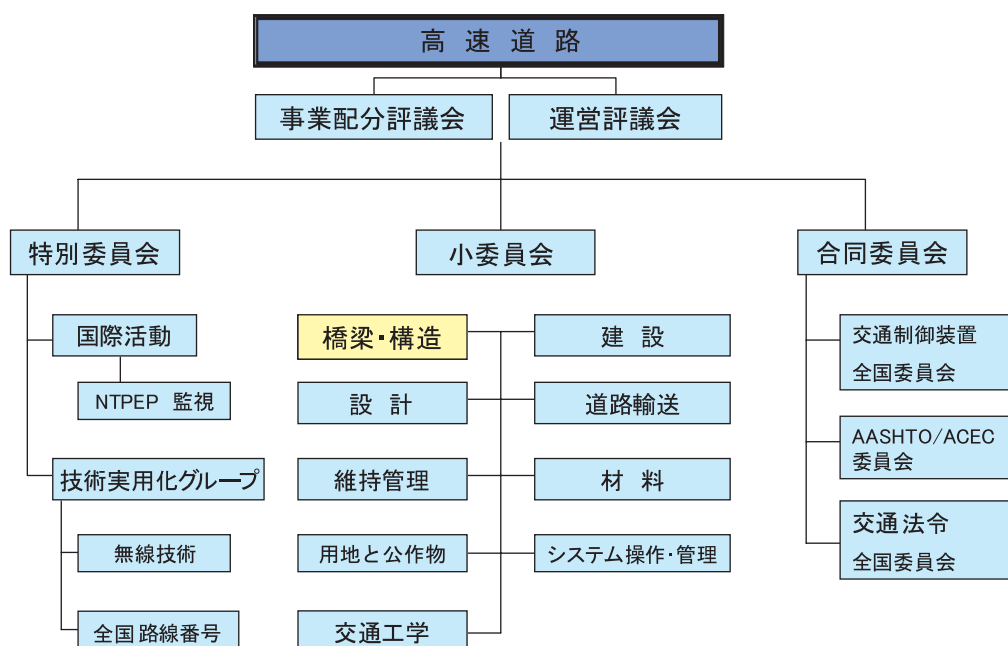 高速道路
事業配分評議会
運営評議会
特別委員会
小委員会
合同委員会
国際活動
NTPEP 監視
技術実用化グループ
無線技術
全国路線番号
橋梁・構造
建設
設計
道路輸送
維持管理
材料
用地と公作物
システム操作・管理
交通工学
交通制御装置
全国委員会
AASHTO/ACEC
委員会
交通法令
全国委員会